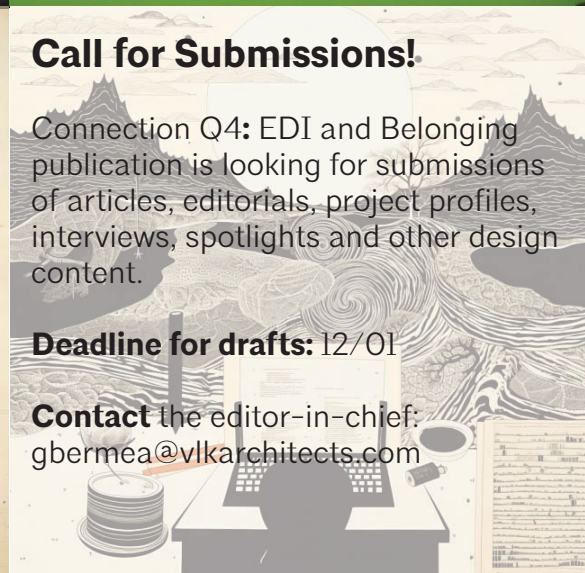 Call for Submissions!
Connection Q4: EDI and Belonging
publication is looking for submissions
of articles, editorials, project profiles,
interviews, spotlights and other design
content.
Deadline for drafts: 12/01
Contact the editor-in-chief:
gbermea@vlkarchitects.com